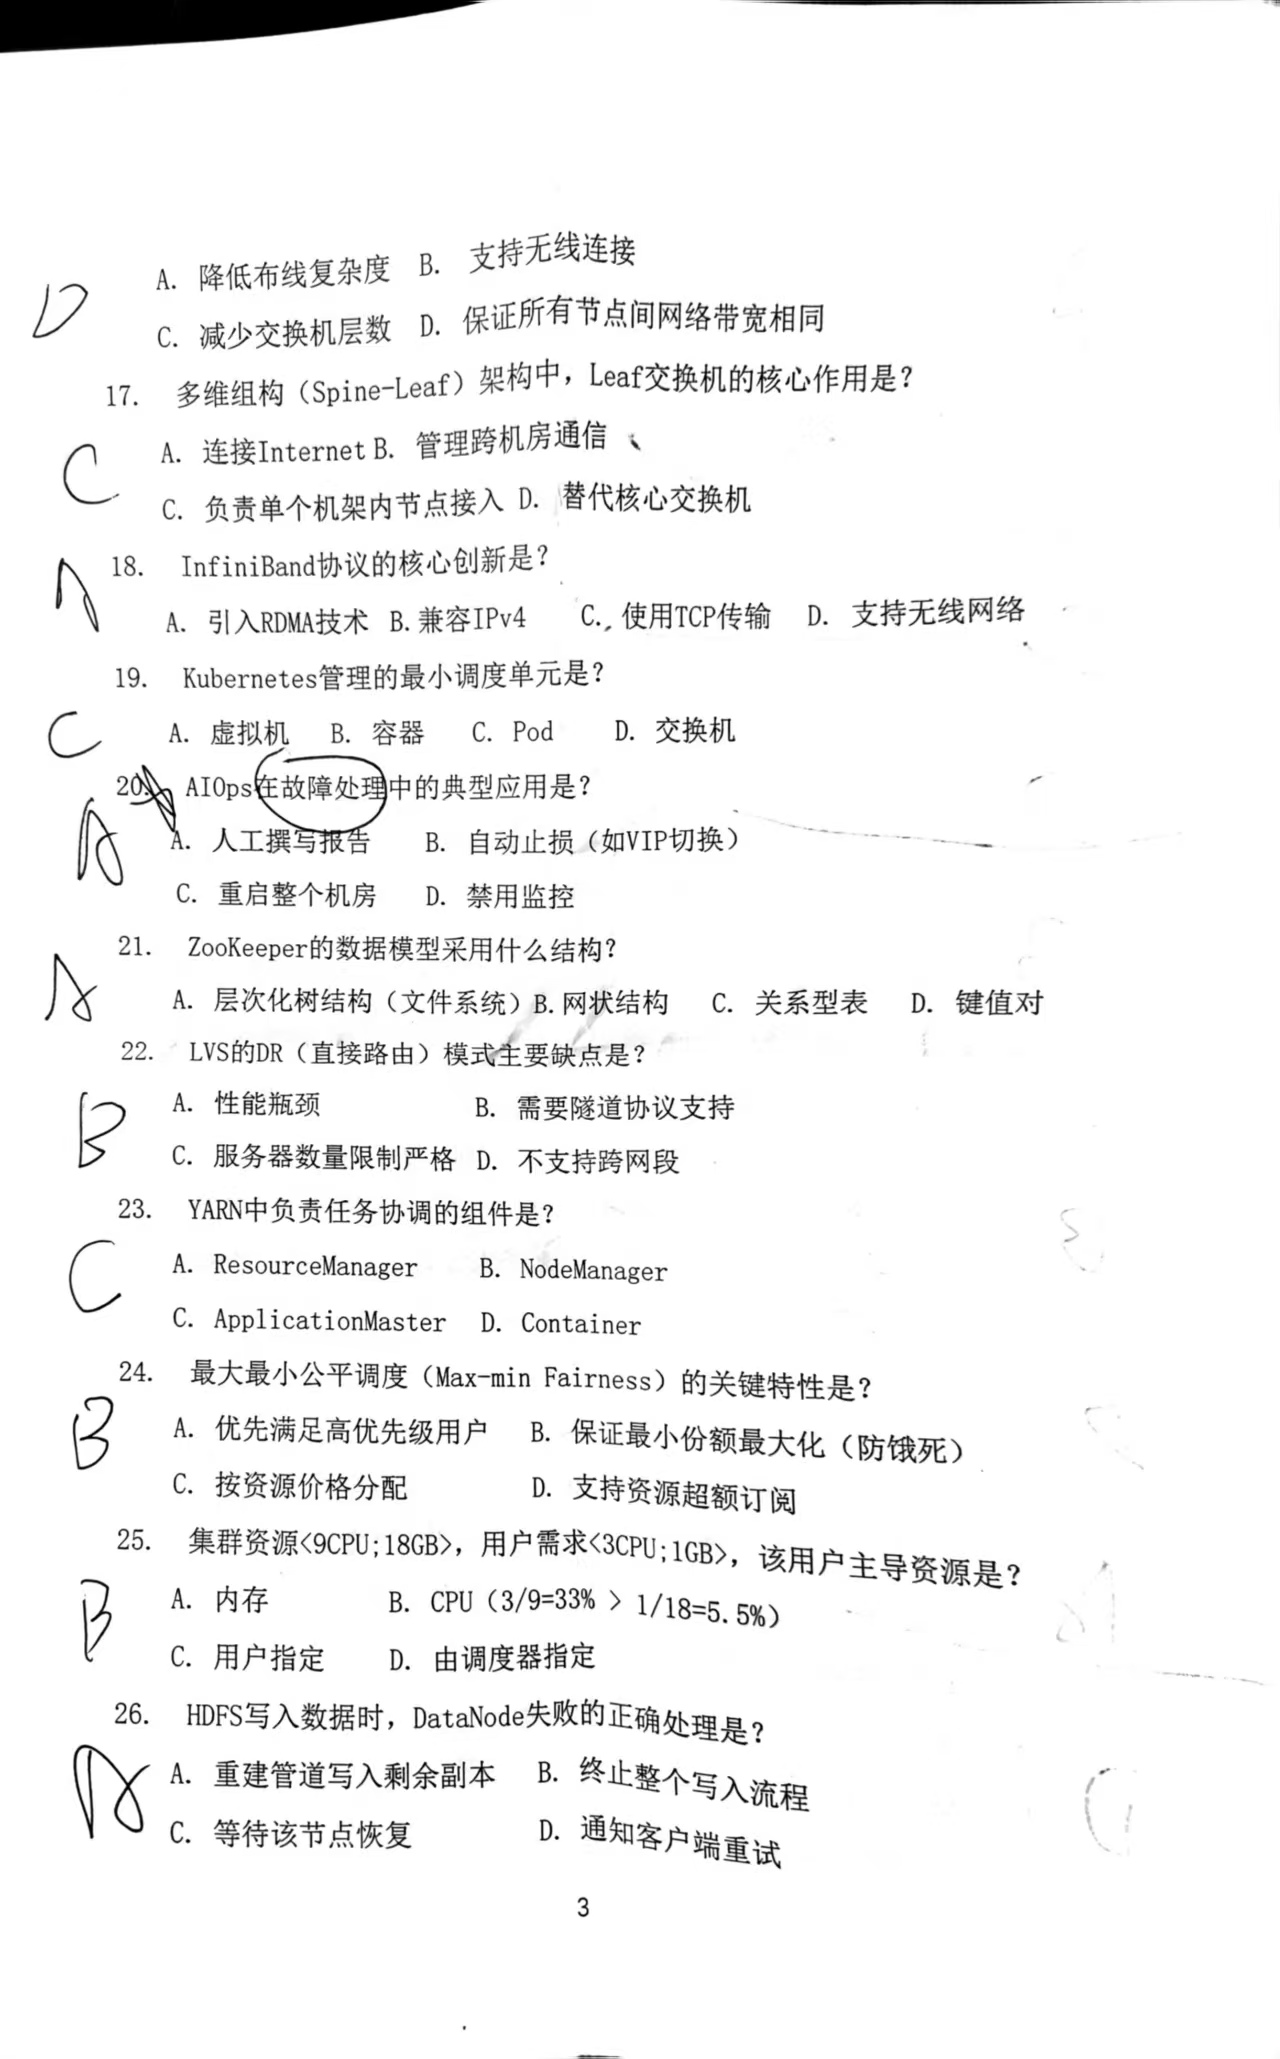 A. 降低布线复杂度 B. 支持无线连接
D
C. 减少交换机层数 D. 保证所有节点间网络带宽相同
17. 多维组构（Spine-Leaf）架构中，Leaf交换机的核心作用是？
A. 连接Internet B. 管理跨机房通信
C
C. 负责单个机架内节点接入 D. 替代核心交换机
18. InfiniBand协议的核心创新是？
A
A. 引入RDMA技术 B. 兼容IPv4 C. 使用TCP传输 D. 支持无线网络
19. Kubernetes管理的最小调度单元是？
C
A. 虚拟机 B. 容器 C. Pod D. 交换机
20. AIOps在故障处理中的典型应用是？
A
A. 人工撰写报告 B. 自动止损（如VIP切换）
C. 重启整个机房 D. 禁用监控
21. ZooKeeper的数据模型采用什么结构？
A
A. 层次化树结构（文件系统）B. 网状结构 C. 关系型表 D. 键值对
22. LVS的DR（直接路由）模式主要缺点是？
A. 性能瓶颈 B. 需要隧道协议支持
B
C. 服务器数量限制严格 D. 不支持跨网段
23. YARN中负责任务协调的组件是？
C
A. ResourceManager B. NodeManager
C. ApplicationMaster D. Container
24. 最大最小公平调度（Max-min Fairness）的关键特性是？
B
A. 优先满足高优先级用户 B. 保证最小份额最大化（防饿死）
C. 按资源价格分配 D. 支持资源超额订阅
25. 集群资源<9CPU;18GB>，用户需求<3CPU;1GB>，该用户主导资源是？
B
A. 内存 B. CPU（3/9=33% > 1/18=5.5%）
C. 用户指定 D. 由调度器指定
26. HDFS写入数据时，DataNode失败的正确处理是？
A
A. 重建管道写入剩余副本 B. 终止整个写入流程
C. 等待该节点恢复 D. 通知客户端重试
3